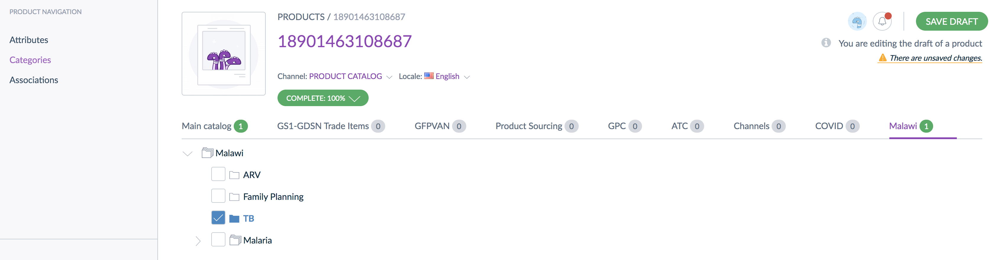 PRODUCT NAVIGATION
Attributes
Categories
Associations
PRODUCTS / 18901463108687
18901463108687
Channel: PRODUCT CATALOG Locale: English
COMPLETE: 100%
SAVE DRAFT
You are editing the draft of a product
There are unsaved changes.
Main catalog 1 GS1-GDSN Trade Items 0 GFPVAN 0 Product Sourcing 0 GPC 0 ATC 0 Channels 0 COVID 0 Malawi 1
Malawi
ARV
Family Planning
TB
Malaria